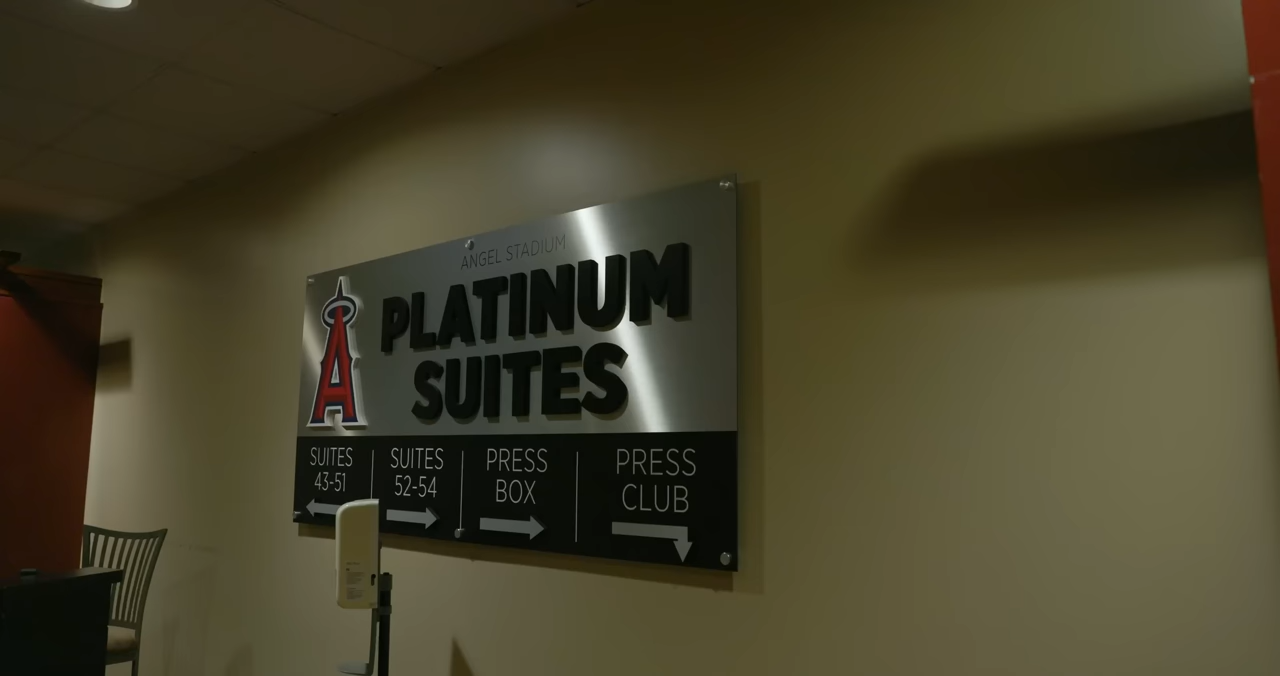 ANGEL STADIUM
PLATINUM
SUITES
A
SUITES
43-51
SUITES
52-54
PRESS
BOX
PRESS
CLUB